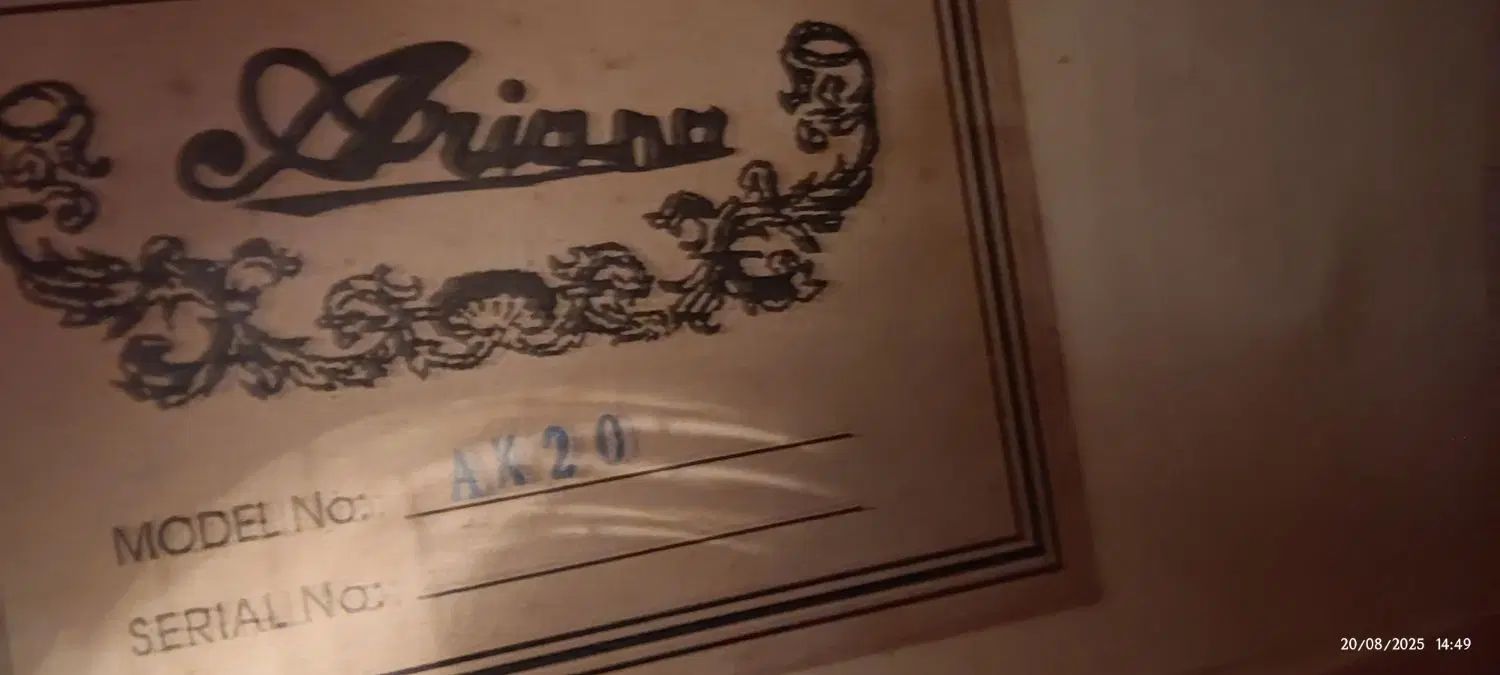 Ariana
MODEL No: AX20
SERIAL No:
20/08/2025 14:49